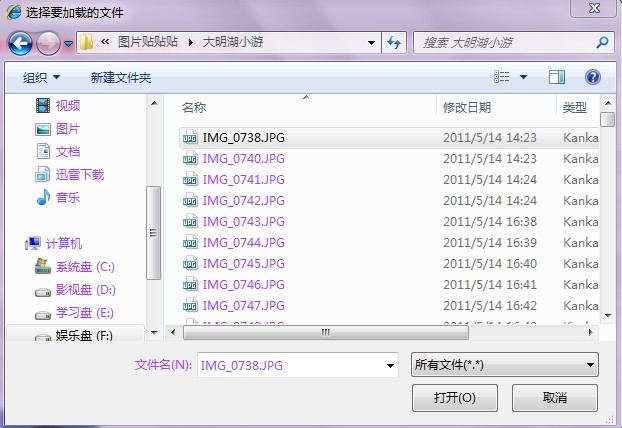 选择要加载的文件
« 图片贴贴贴 ▸ 大明湖小游
搜索 大明湖小游
组织 新建文件夹
视频
图片
文档
迅雷下载
音乐
计算机
系统盘 (C:)
影视盘 (D:)
学习盘 (E:)
娱乐盘 (F:)
名称 修改日期 类型
IMG_0738.JPG 2011/5/14 14:23 Kanka
IMG_0740.JPG 2011/5/14 14:23 Kanka
IMG_0741.JPG 2011/5/14 14:24 Kanka
IMG_0742.JPG 2011/5/14 14:24 Kanka
IMG_0743.JPG 2011/5/14 16:38 Kanka
IMG_0744.JPG 2011/5/14 16:39 Kanka
IMG_0745.JPG 2011/5/14 16:40 Kanka
IMG_0746.JPG 2011/5/14 16:41 Kanka
IMG_0747.JPG 2011/5/14 16:42 Kanka
文件名(N): IMG_0738.JPG 所有文件(*.*)
打开(O) 取消